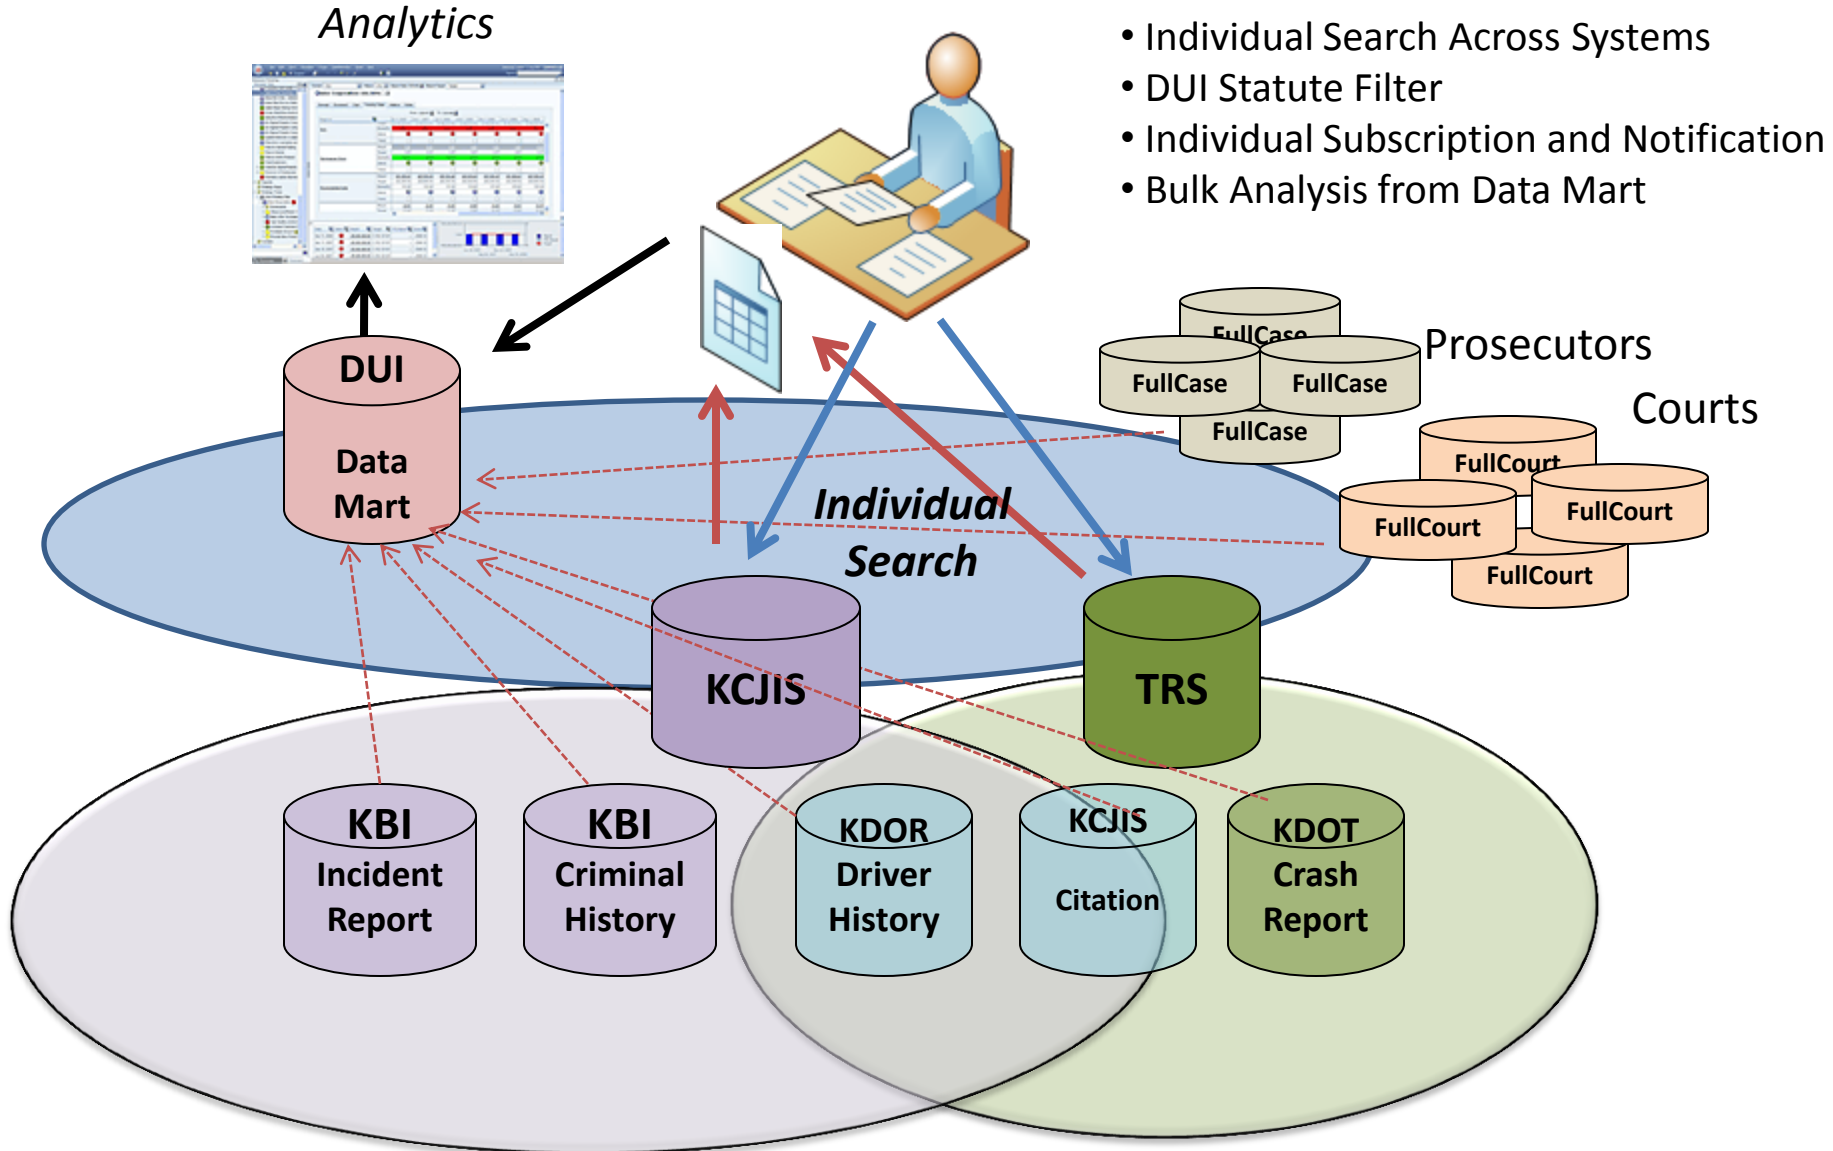 Analytics
• Individual Search Across Systems
• DUI Statute Filter
• Individual Subscription and Notification
• Bulk Analysis from Data Mart
FullCase
Prosecutors
FullCase
FullCase
FullCase
Courts
FullCourt
FullCourt
FullCourt
FullCourt
DUI
Data
Mart
Individual
Search
KCJIS
TRS
KBI
Incident
Report
KBI
Criminal
History
KDOR
Driver
History
KCJIS
Citation
KDOT
Crash
Report